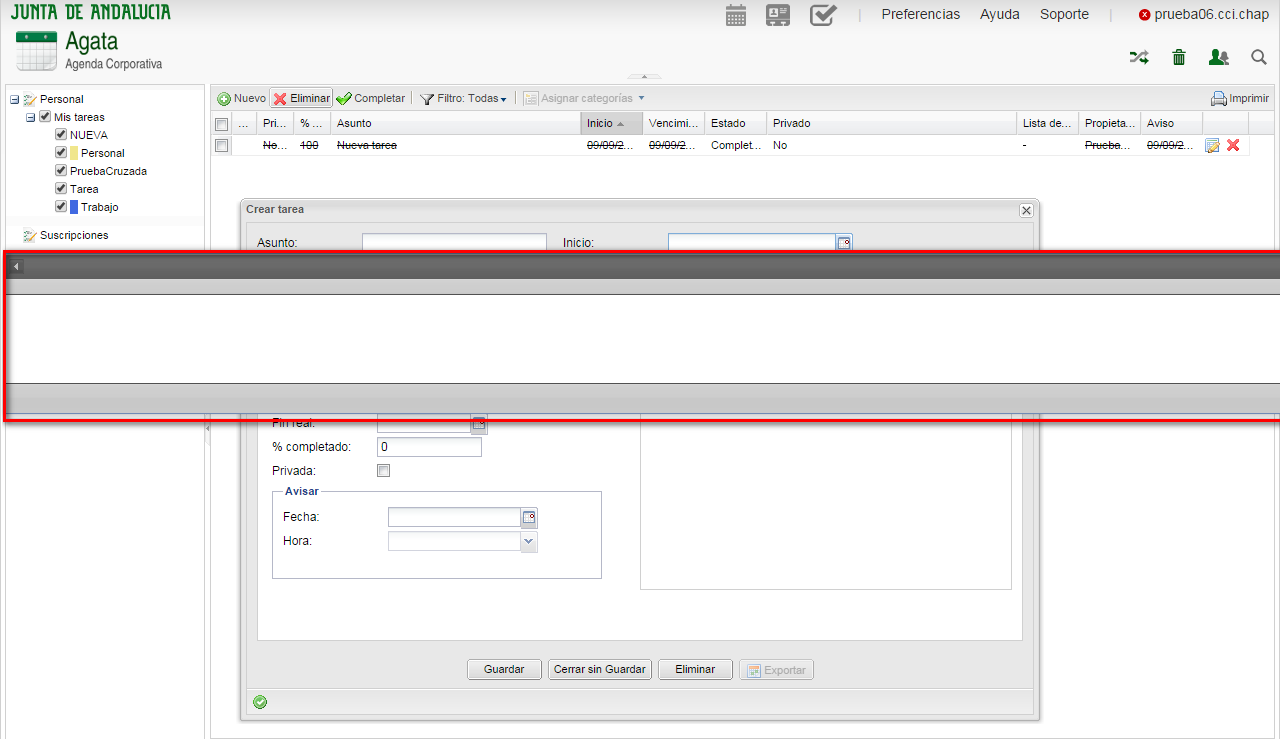 JUNTA DE ANDALUCIA
Preferencias Ayuda Soporte prueba06.cci.chap
Agata
Agenda Corporativa
Personal
Mis tareas
NUEVA
Personal
PruebaCruzada
Tarea
Trabajo
Suscripciones
Nuevo Eliminar Completar Filtro: Todas Asignar categorías Imprimir
... Pri... % ... Asunto Inicio Vencimi... Estado Privado Lista de... Propieta... Aviso
No... 100 Nueva tarea 09/09/2... 09/09/2... Complet... No - Prueba... 09/09/2...
Crear tarea
Asunto: Inicio:
Fin real:
% completado: 0
Privada:
Avisar
Fecha:
Hora:
Guardar Cerrar sin Guardar Eliminar Exportar